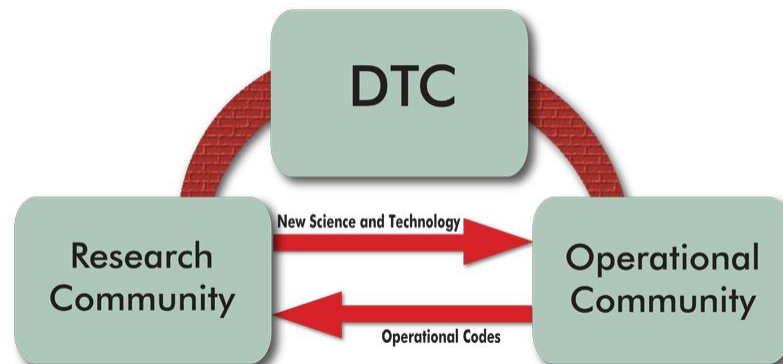 DTC
New Science and Technology
Research
Community
Operational
Community
Operational Codes